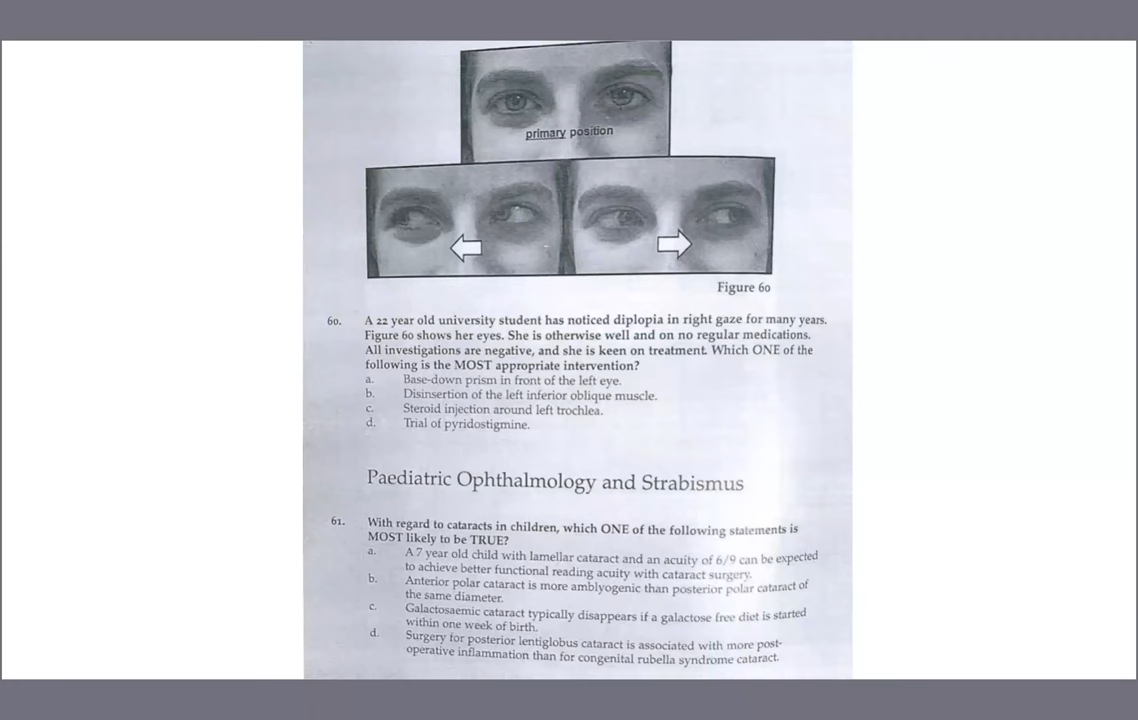 primary position
Figure 60
60. A 22 year old university student has noticed diplopia in right gaze for many years.
Figure 60 shows her eyes. She is otherwise well and on no regular medications.
All investigations are negative, and she is keen on treatment. Which ONE of the
following is the MOST appropriate intervention?
a. Base-down prism in front of the left eye.
b. Disinsertion of the left inferior oblique muscle.
c. Steroid injection around left trochlea.
d. Trial of pyridostigmine.
Paediatric Ophthalmology and Strabismus
61. With regard to cataracts in children, which ONE of the following statements is
MOST likely to be TRUE?
a. A 7 year old child with lamellar cataract and an acuity of 6/9 can be expected
to achieve better functional reading acuity with cataract surgery.
b. Anterior polar cataract is more amblyogenic than posterior polar cataract of
the same diameter.
c. Galactosaemic cataract typically disappears if a galactose free diet is started
within one week of birth.
d. Surgery for posterior lentiglobus cataract is associated with more post-
operative inflammation than for congenital rubella syndrome cataract.